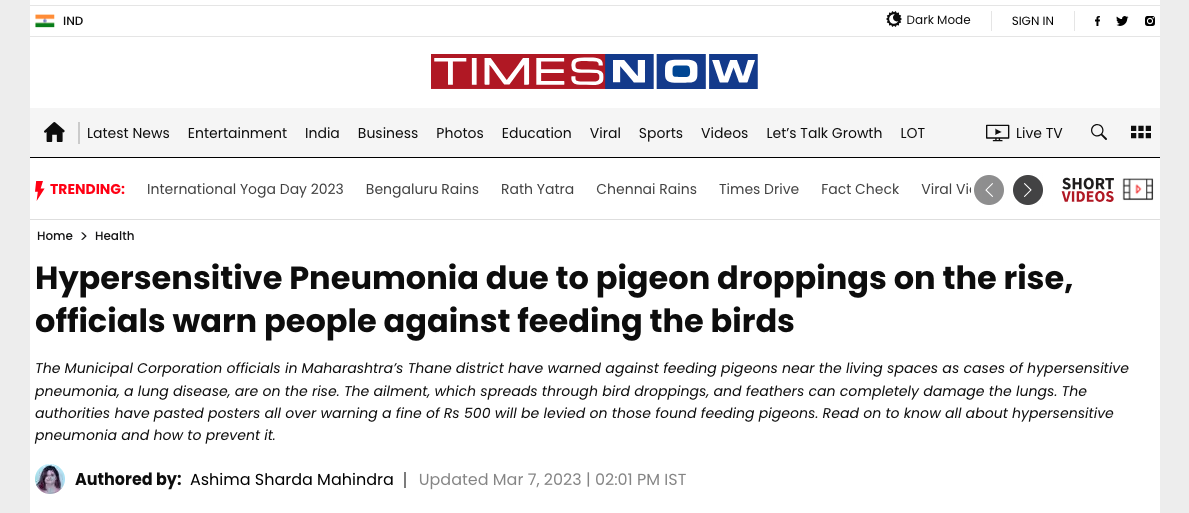 IND
Dark Mode
SIGN IN
TIMES NOW
Latest News Entertainment India Business Photos Education Viral Sports Videos Let's Talk Growth LOT Live TV
TRENDING: International Yoga Day 2023 Bengaluru Rains Rath Yatra Chennai Rains Times Drive Fact Check Viral Vi
SHORT
VIDEOS
Home > Health
Hypersensitive Pneumonia due to pigeon droppings on the rise,
officials warn people against feeding the birds
The Municipal Corporation officials in Maharashtra's Thane district have warned against feeding pigeons near the living spaces as cases of hypersensitive
pneumonia, a lung disease, are on the rise. The ailment, which spreads through bird droppings, and feathers can completely damage the lungs. The
authorities have pasted posters all over warning a fine of Rs 500 will be levied on those found feeding pigeons. Read on to know all about hypersensitive
pneumonia and how to prevent it.
Authored by: Ashima Sharda Mahindra | Updated Mar 7, 2023 | 02:01 PM IST